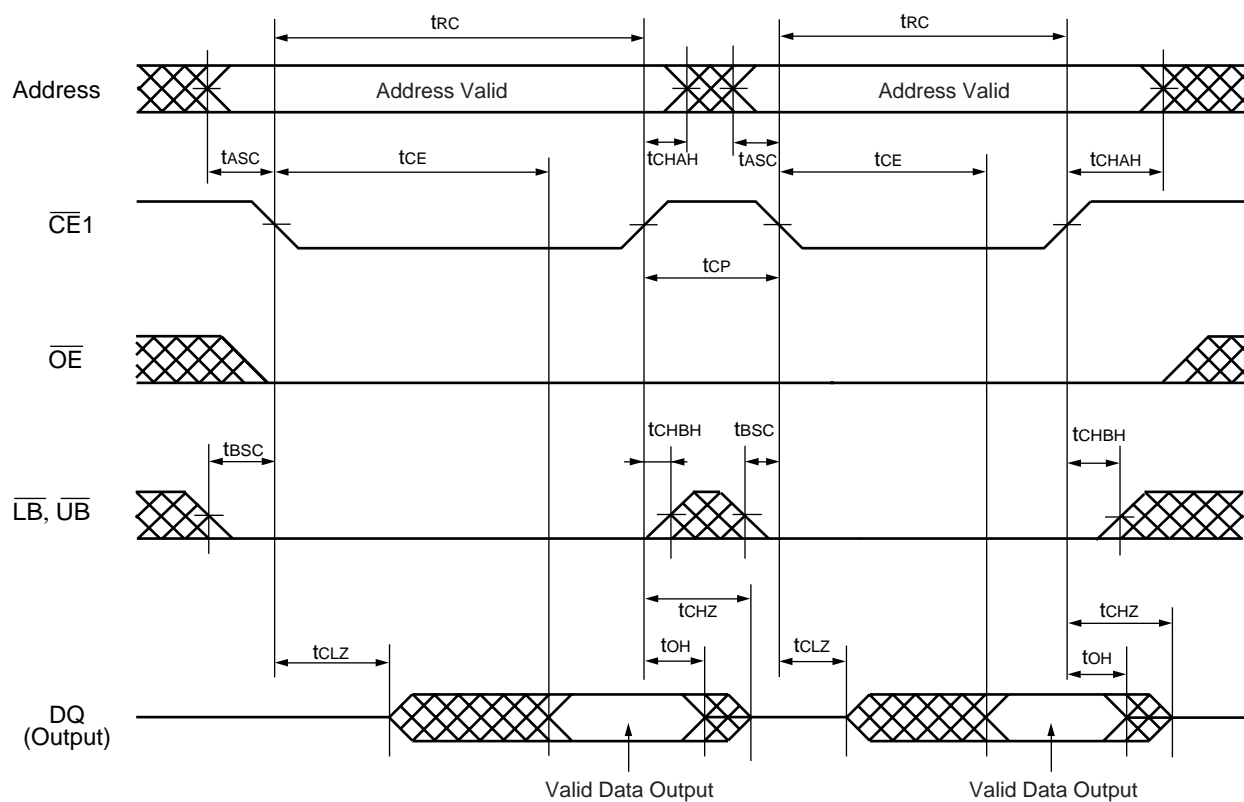 tRC tRC
Address Address Valid Address Valid
tASC tCE tCHAH tASC tCE tCHAH
CE1
tCP
OE
tBSC tCHBH tBSC tCHBH
LB, UB
tCHZ tCHZ
tCLZ tOH tCLZ tOH
DQ
(Output)
Valid Data Output Valid Data Output